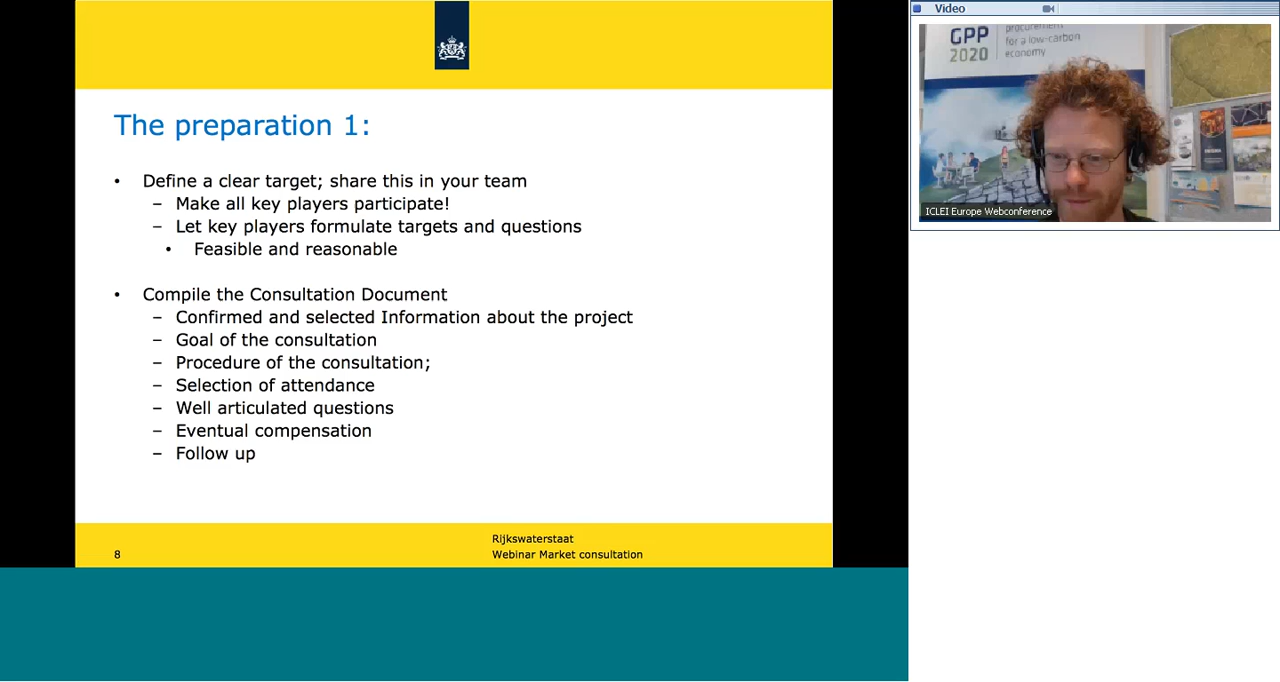 The preparation 1:
• Define a clear target; share this in your team
– Make all key players participate!
– Let key players formulate targets and questions
• Feasible and reasonable
• Compile the Consultation Document
– Confirmed and selected Information about the project
– Goal of the consultation
– Procedure of the consultation;
– Selection of attendance
– Well articulated questions
– Eventual compensation
– Follow up
8
Rijkswaterstaat
Webinar Market consultation
Video
GPP
2020
procurement
for a low-carbon
economy
ICLEI Europe Webconference